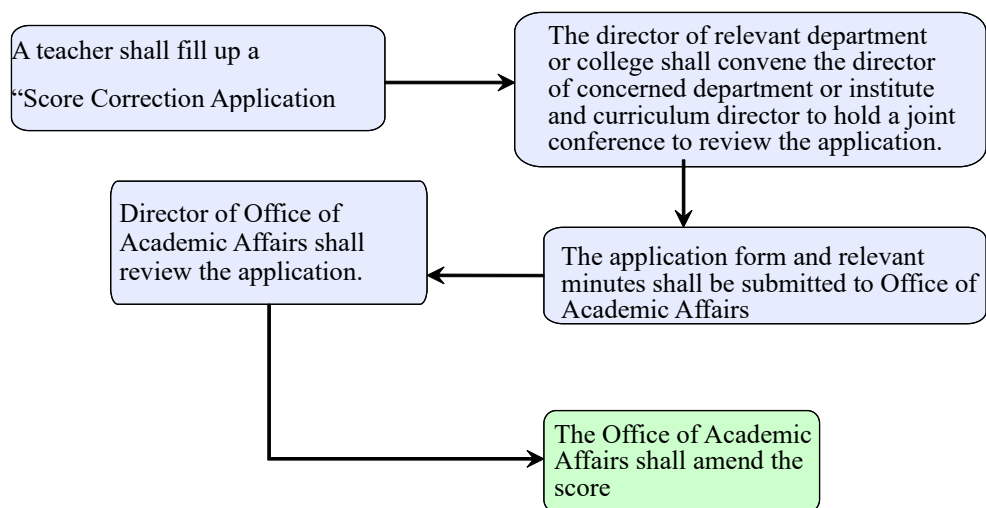 A teacher shall fill up a
“Score Correction Application
The director of relevant department
or college shall convene the director
of concerned department or institute
and curriculum director to hold a joint
conference to review the application.
The application form and relevant
minutes shall be submitted to Office of
Academic Affairs
Director of Office of
Academic Affairs shall
review the application.
The Office of Academic
Affairs shall amend the
score